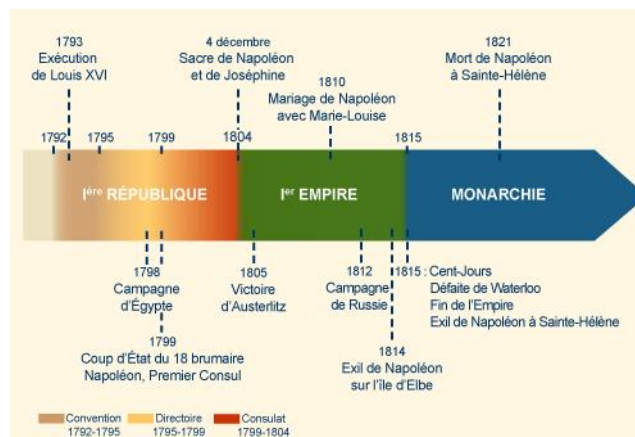 1793
Exécution
de Louis XVI
4 décembre
Sacre de Napoléon
et de Joséphine
1810
Mariage de Napoléon
avec Marie-Louise
1821
Mort de Napoléon
à Sainte-Hélène
1792 1795 1799 1804 1815
Ière RÉPUBLIQUE Ier EMPIRE MONARCHIE
1798
Campagne
d'Égypte
1799
Coup d'État du 18 brumaire
Napoléon, Premier Consul
1805
Victoire
d'Austerlitz
1812
Campagne
de Russie
1814
Exil de Napoléon
sur l'île d'Elbe
1815 : Cent-Jours
Défaite de Waterloo
Fin de l'Empire
Exil de Napoléon à Sainte-Hélène
Convention
1792-1795
Directoire
1795-1799
Consulat
1799-1804